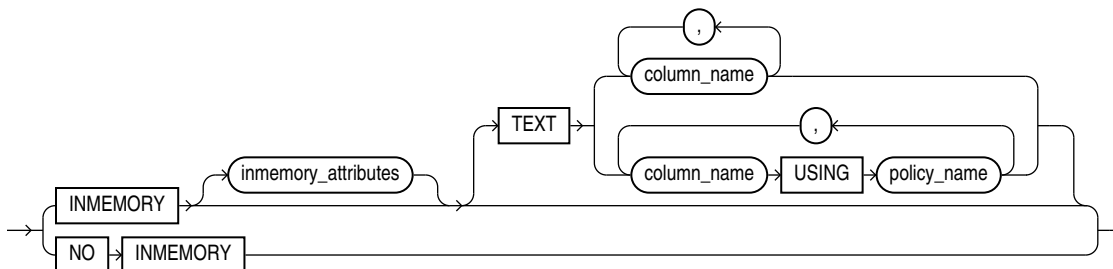 ,
column_name
TEXT
,
inmemory_attributes
column_name USING policy_name
INMEMORY
NO INMEMORY